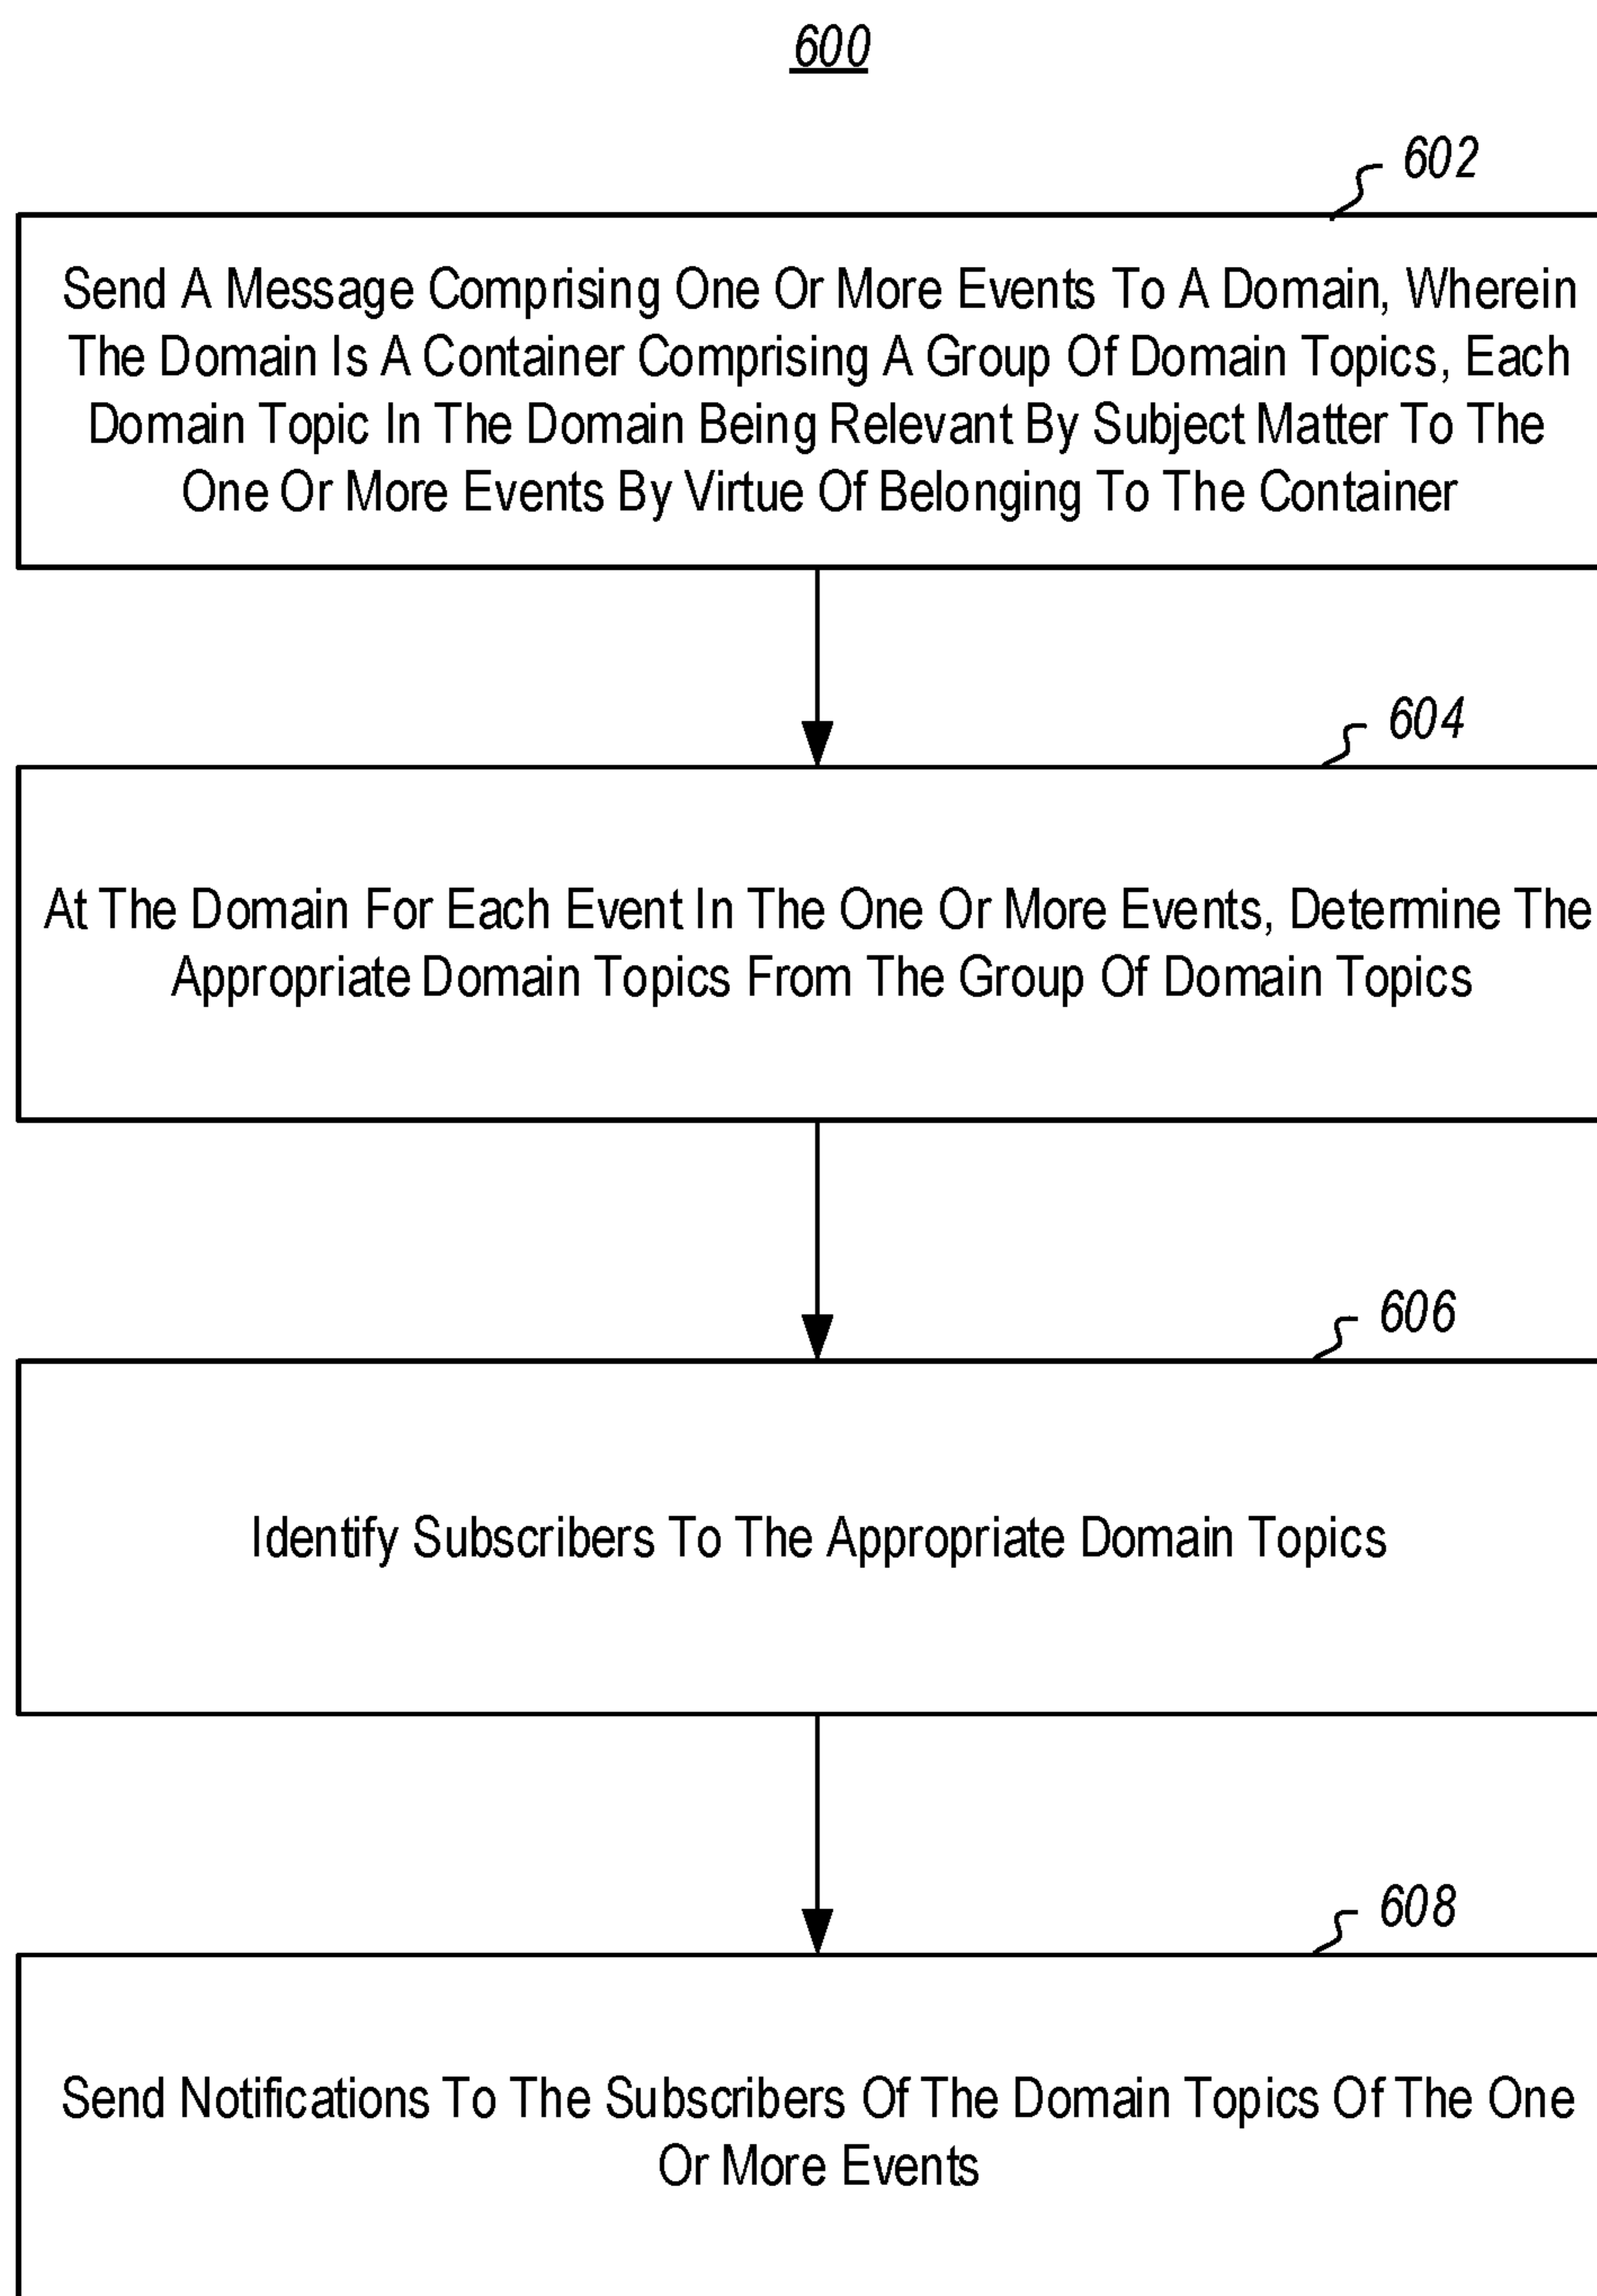 600
602
Send A Message Comprising One Or More Events To A Domain, Wherein
The Domain Is A Container Comprising A Group Of Domain Topics, Each
Domain Topic In The Domain Being Relevant By Subject Matter To The
One Or More Events By Virtue Of Belonging To The Container
604
At The Domain For Each Event In The One Or More Events, Determine The
Appropriate Domain Topics From The Group Of Domain Topics
606
Identify Subscribers To The Appropriate Domain Topics
608
Send Notifications To The Subscribers Of The Domain Topics Of The One
Or More Events